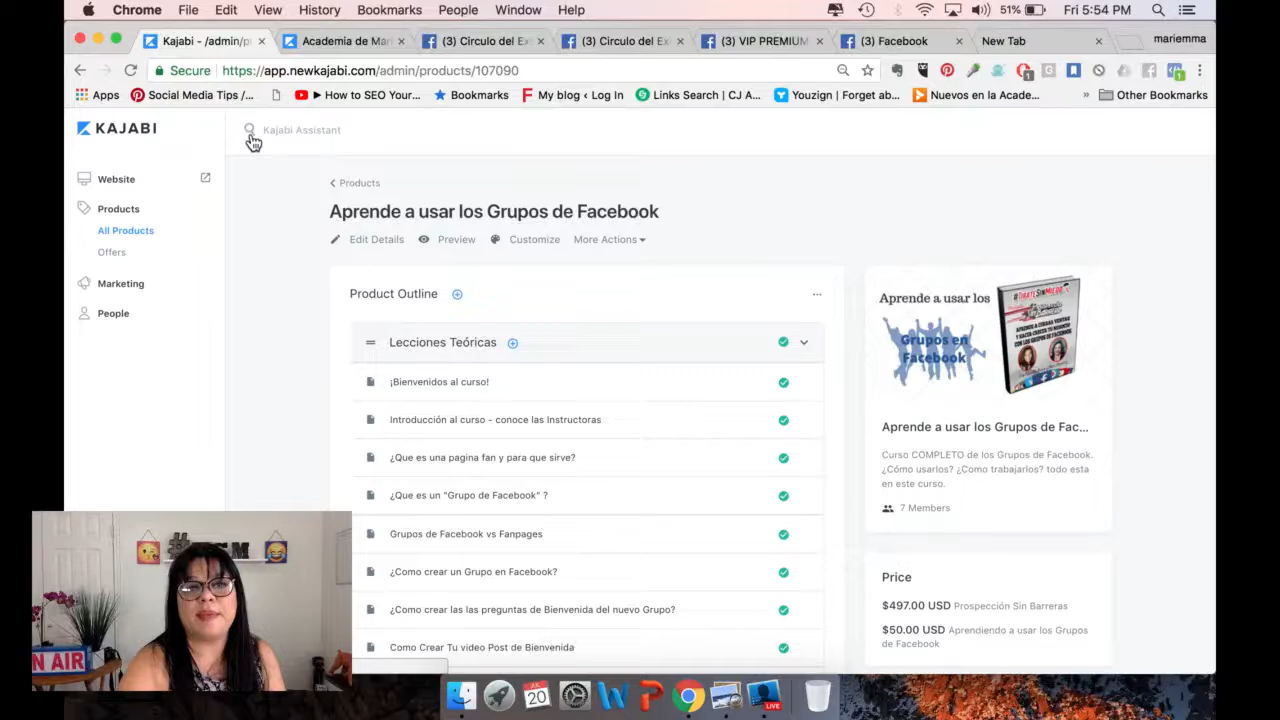 Chrome File Edit View History Bookmarks People Window Help 51% Fri 5:54 PM
Kajabi - /admin/p Academia de Mar (3) Circulo del Ex (3) Circulo del Ex (3) VIP PREMIUM (3) Facebook New Tab mariemma
Secure https://app.newkajabi.com/admin/products/107090
Apps Social Media Tips /... ► How to SEO Your... Bookmarks My blog ‹ Log In Links Search | CJ A... Youzign | Forget ab... Nuevos en la Acade... » Other Bookmarks
KAJABI
Kajabi Assistant
Website
Products
All Products
Offers
Marketing
People
Products
Aprende a usar los Grupos de Facebook
Edit Details Preview Customize More Actions
Product Outline
Lecciones Teóricas
¡Bienvenidos al curso!
Introducción al curso - conoce las Instructoras
¿Que es una pagina fan y para que sirve?
¿Que es un "Grupo de Facebook" ?
Grupos de Facebook vs Fanpages
¿Como crear un Grupo en Facebook?
¿Como crear las las preguntas de Bienvenida del nuevo Grupo?
Como Crear Tu video Post de Bienvenida
Aprende a usar los
Grupos en
Facebook
#TIRATESINMIEDO
Aprende a usar los Grupos de Fac...
Curso COMPLETO de los Grupos de Facebook.
¿Cómo usarlos? ¿Como trabajarlos? todo esta
en este curso.
7 Members
Price
$497.00 USD Prospección Sin Barreras
$50.00 USD Aprendiendo a usar los Grupos
de Facebook
ON AIR
20
LIVE